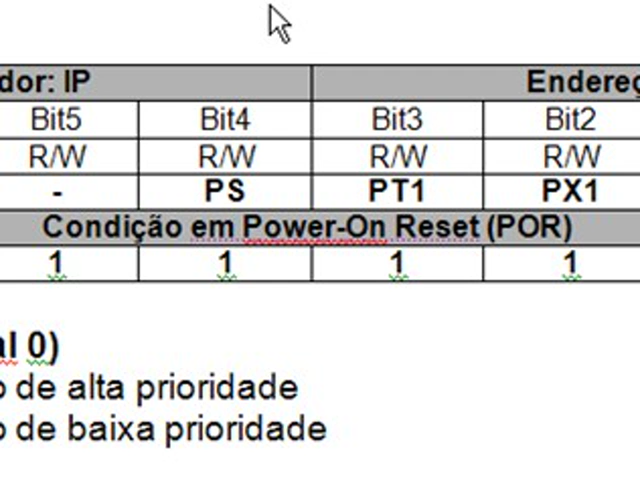 dor: IP Endereç
Bit5 Bit4 Bit3 Bit2
R/W R/W R/W R/W
- PS PT1 PX1
Condição em Power-On Reset (POR)
1 1 1 1
al 0)
o de alta prioridade
o de baixa prioridade